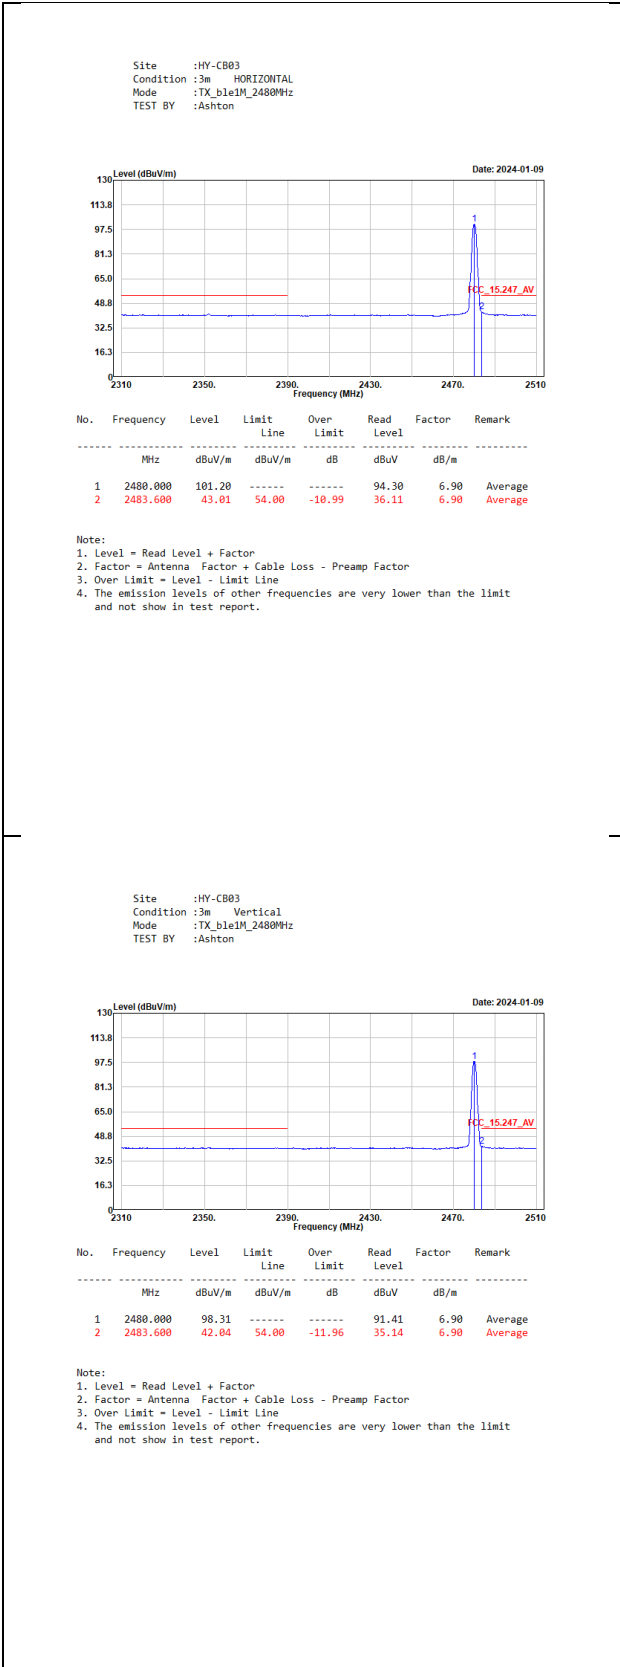 Site      :HY-CB03
Condition :3m    HORIZONTAL
Mode      :TX_ble1M_2480MHz
TEST BY   :Ashton
Level (dBuV/m)
Date: 2024-01-09
130
113.8
97.5
81.3
65.0
48.8
32.5
16.3
0
1
FCC_15.247_AV
2
2310 2350. 2390. 2430. 2470. 2510
Frequency (MHz)
No. Frequency Level Limit Over Read Factor Remark
Line Limit Level
------ ----------- -------- -------- --------- -------- -------- ---------
MHz dBuV/m dBuV/m dB dBuV dB/m
1 2480.000 101.20 ------ ------ 94.30 6.90 Average
2 2483.600 43.01 54.00 -10.99 36.11 6.90 Average
Note:
1. Level = Read Level + Factor
2. Factor = Antenna  Factor + Cable Loss - Preamp Factor
3. Over Limit = Level - Limit Line
4. The emission levels of other frequencies are very lower than the limit
and not show in test report.
Site      :HY-CB03
Condition :3m    Vertical
Mode      :TX_ble1M_2480MHz
TEST BY   :Ashton
Level (dBuV/m)
Date: 2024-01-09
130
113.8
97.5
81.3
65.0
48.8
32.5
16.3
0
1
FCC_15.247_AV
2
2310 2350. 2390. 2430. 2470. 2510
Frequency (MHz)
No. Frequency Level Limit Over Read Factor Remark
Line Limit Level
------ ----------- -------- -------- --------- -------- -------- ---------
MHz dBuV/m dBuV/m dB dBuV dB/m
1 2480.000 98.31 ------ ------ 91.41 6.90 Average
2 2483.600 42.04 54.00 -11.96 35.14 6.90 Average
Note:
1. Level = Read Level + Factor
2. Factor = Antenna  Factor + Cable Loss - Preamp Factor
3. Over Limit = Level - Limit Line
4. The emission levels of other frequencies are very lower than the limit
and not show in test report.